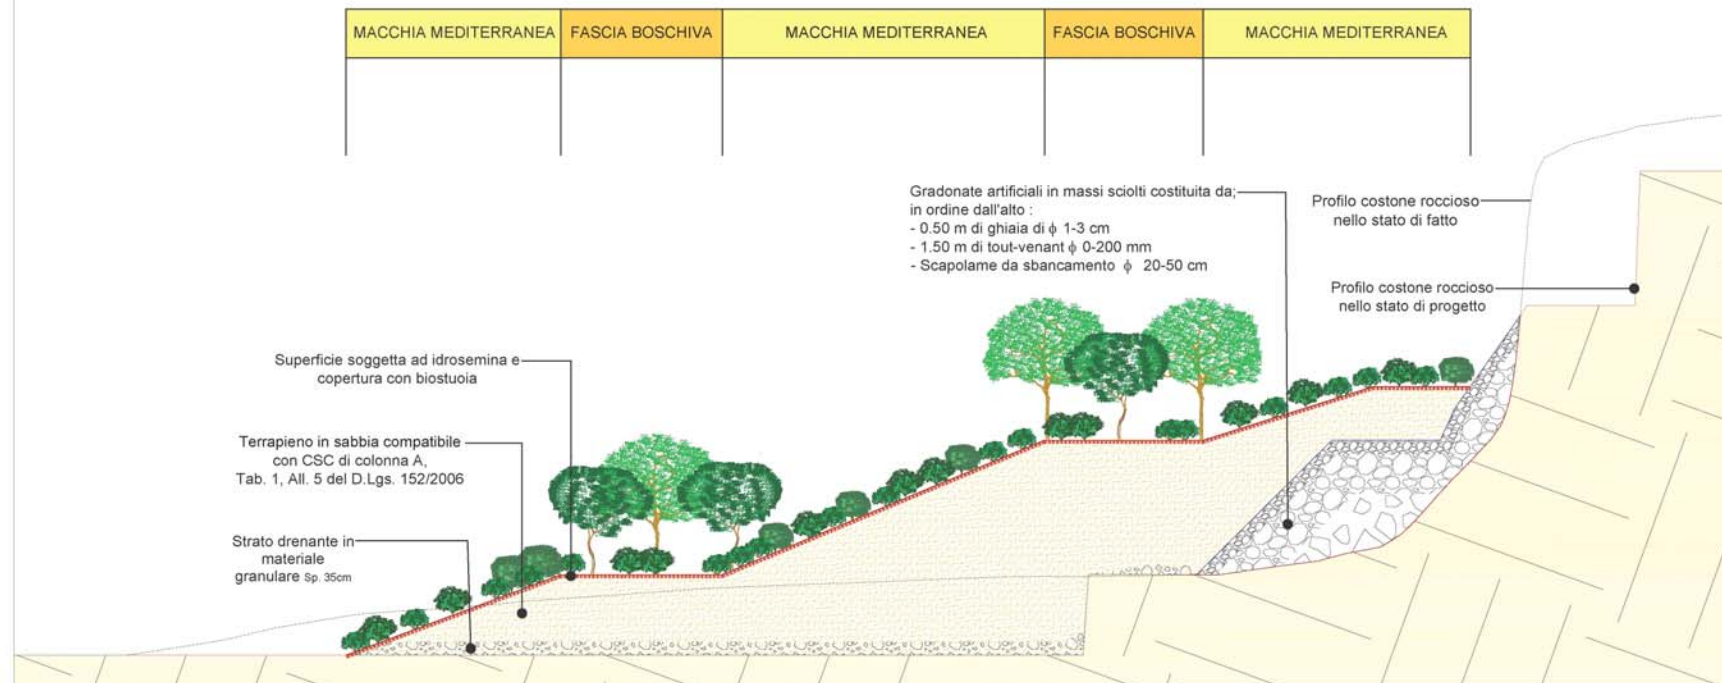 MACCHIA MEDITERRANEA
FASCIA BOSCHIVA
MACCHIA MEDITERRANEA
FASCIA BOSCHIVA
MACCHIA MEDITERRANEA
Gradonate artificiali in massi sciolti costituita da;
in ordine dall'alto :
- 0.50 m di ghiaia di ϕ 1-3 cm
- 1.50 m di tout-venant ϕ 0-200 mm
- Scapolame da sbancamento ϕ 20-50 cm
Profilo costone roccioso
nello stato di fatto
Profilo costone roccioso
nello stato di progetto
Superficie soggetta ad idrosemina e
copertura con biostuoia
Terrapieno in sabbia compatibile
con CSC di colonna A,
Tab. 1, All. 5 del D.Lgs. 152/2006
Strato drenante in
materiale
granulare Sp. 35cm